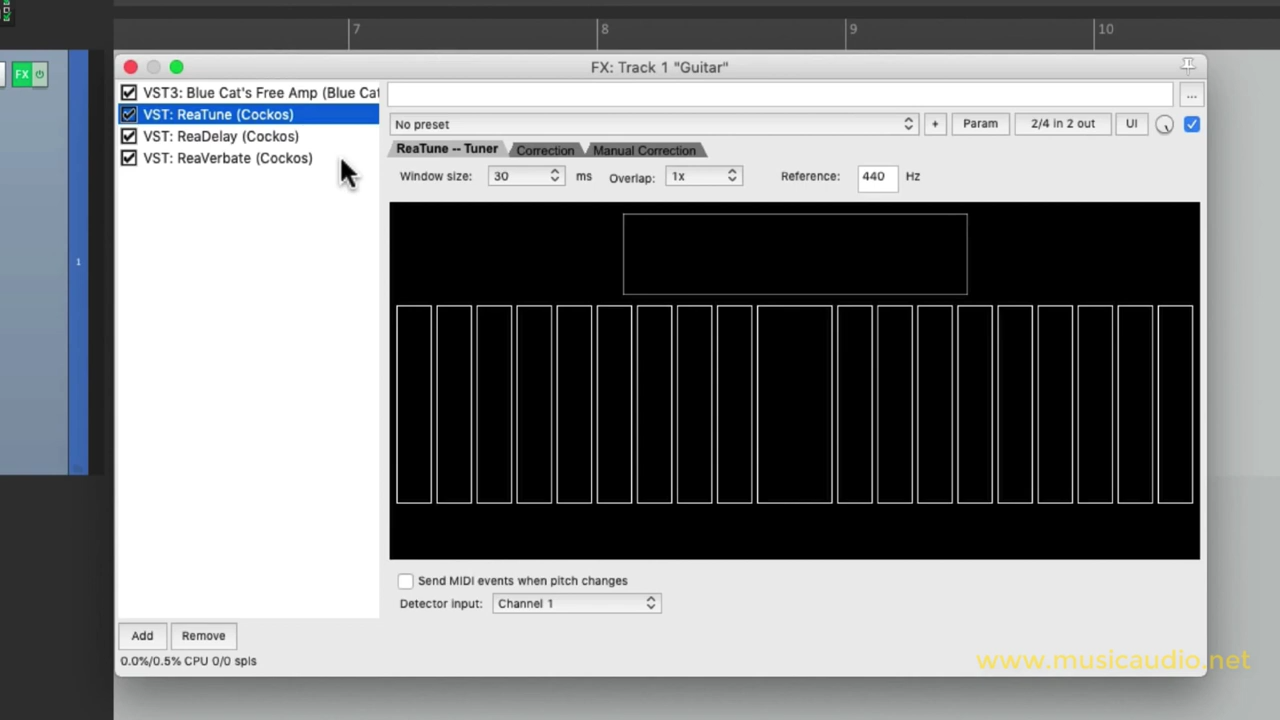 7
8
9
10
FX
FX: Track 1 "Guitar"
VST3: Blue Cat's Free Amp (Blue Cat
VST: ReaTune (Cockos)
VST: ReaDelay (Cockos)
VST: ReaVerbate (Cockos)
...
No preset
+
Param
2/4 in 2 out
UI
ReaTune -- Tuner
Correction
Manual Correction
Window size:
30
ms
Overlap:
1x
Reference:
440
Hz
1
Send MIDI events when pitch changes
Detector input:
Channel 1
Add
Remove
0.0%/0.5% CPU 0/0 spls
www.musicaudio.net